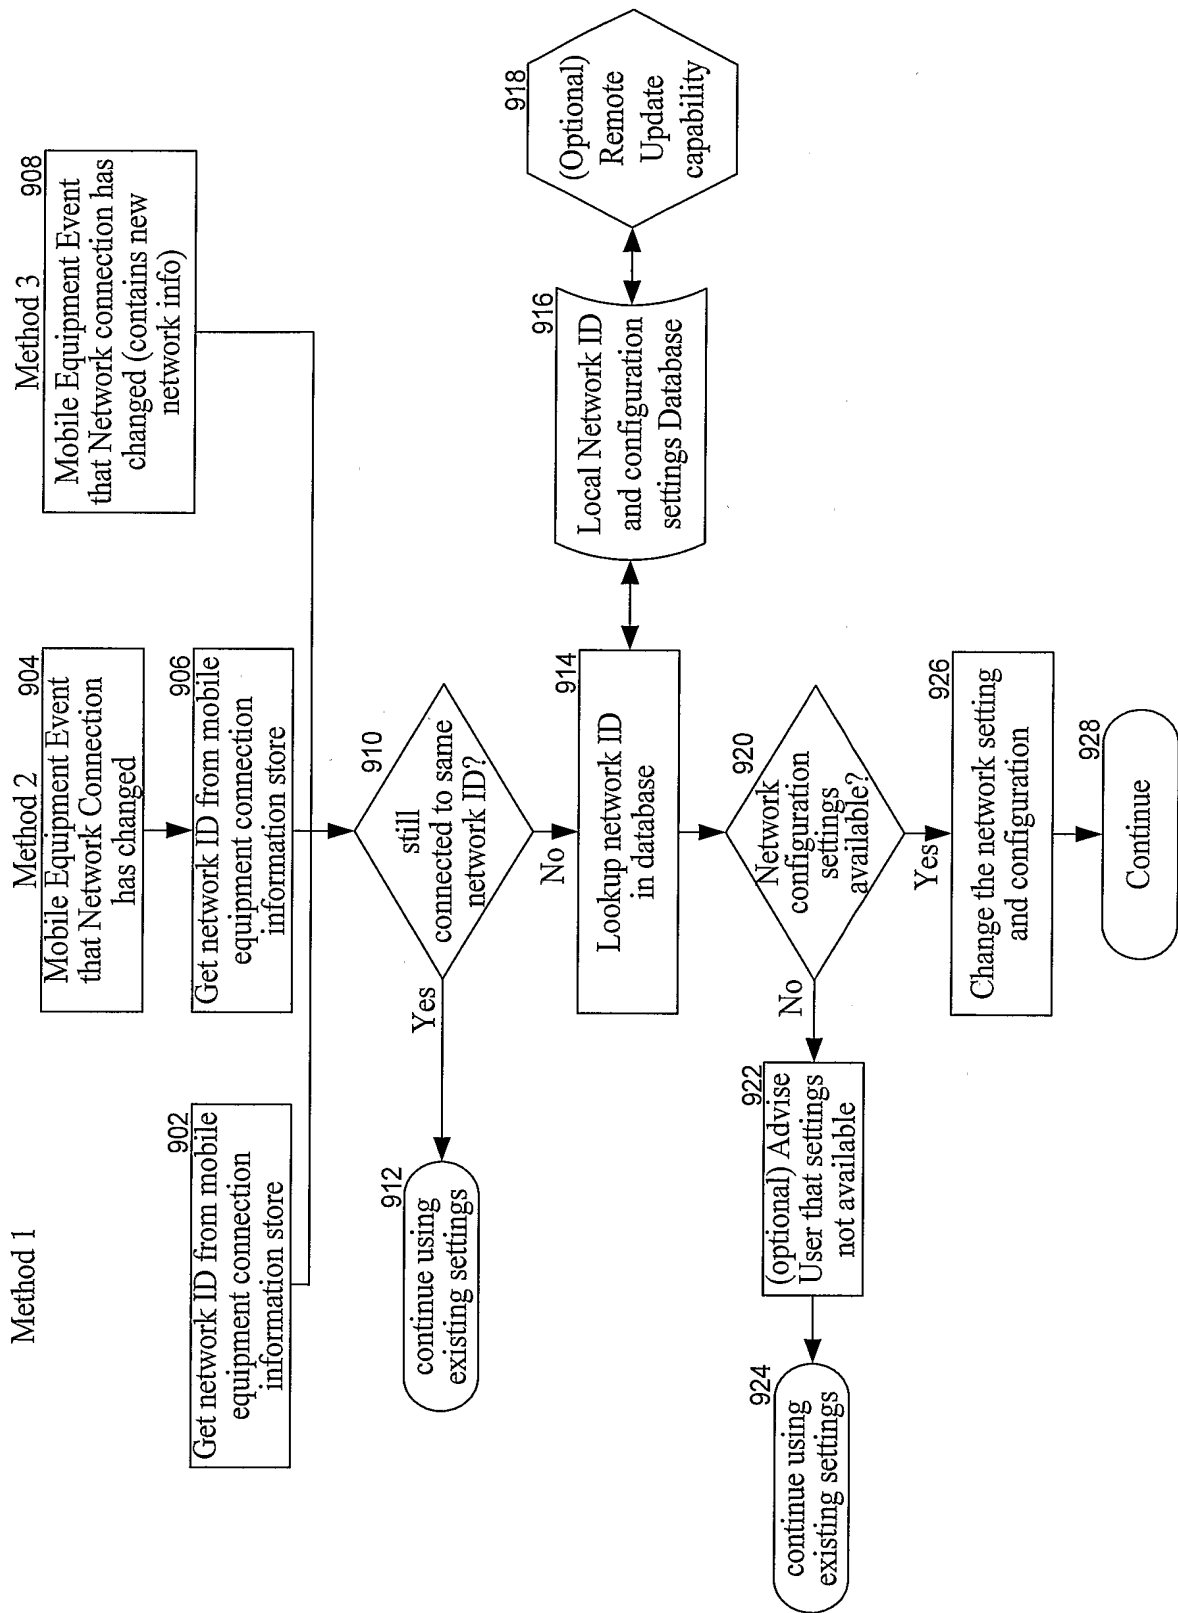 Method 1
Method 2
Method 3
902
Get network ID from mobile
equipment connection
information store
904
Mobile Equipment Event
that Network Connection
has changed
906
Get network ID from mobile
equipment connection
information store
908
Mobile Equipment Event
that Network connection has
changed (contains new
network info)
910
still
connected to same
network ID?
Yes
No
912
continue using
existing settings
914
Lookup network ID
in database
916
Local Network ID
and configuration
settings Database
918
(Optional)
Remote
Update
capability
920
Network
configuration
settings
available?
No
Yes
922
(optional) Advise
User that settings
not available
924
continue using
existing settings
926
Change the network setting
and configuration
928
Continue